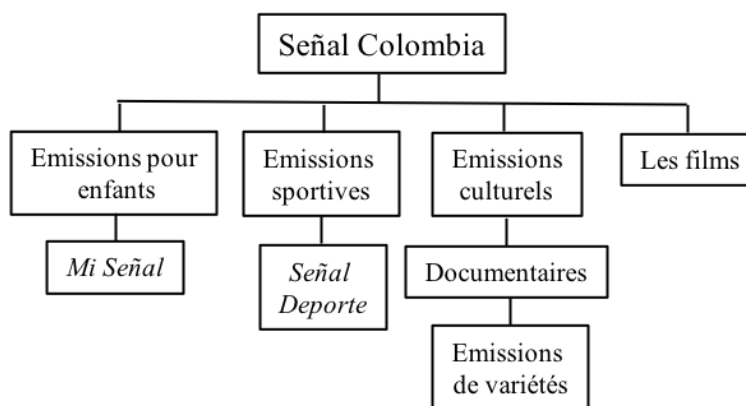 Señal Colombia
Emissions pour
enfants
Emissions
sportives
Emissions
culturels
Les films
Mi Señal
Señal
Deporte
Documentaires
Emissions
de variétés